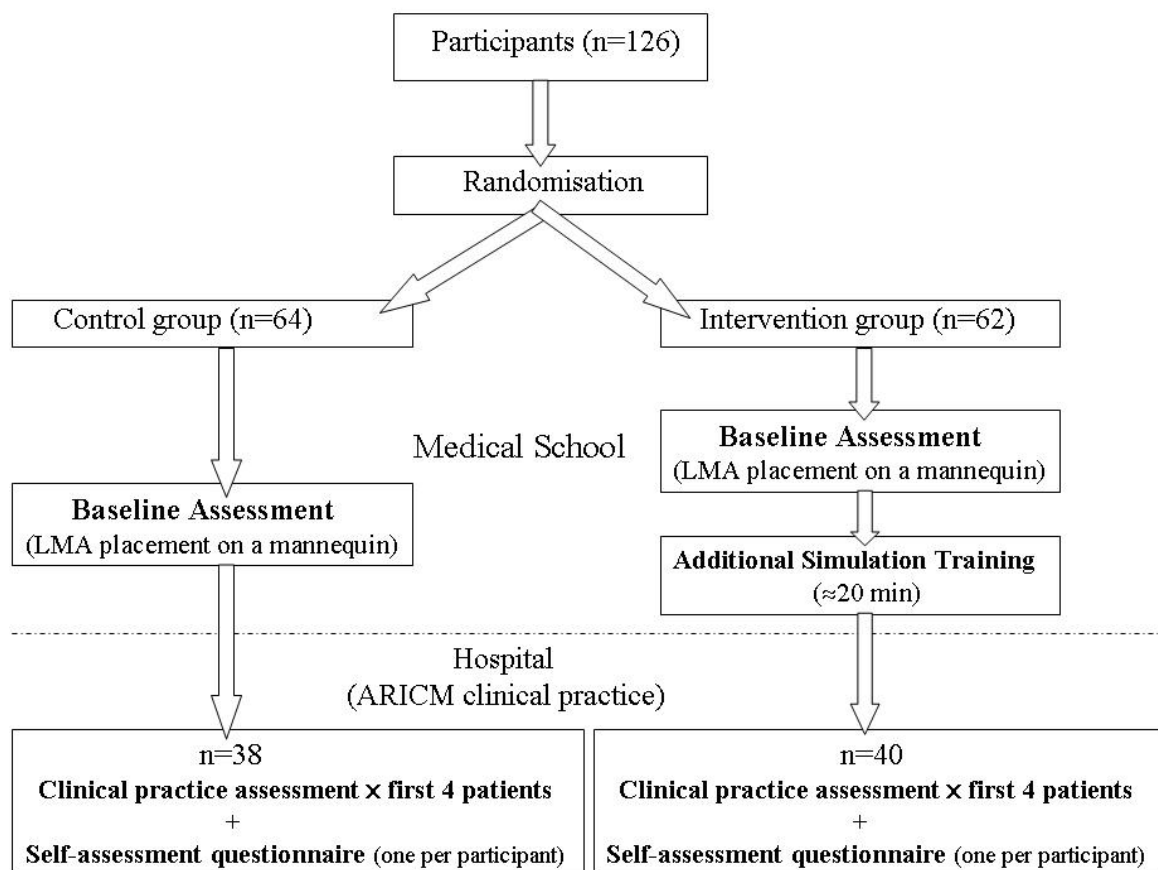 Participants (n=126)
Randomisation
Control group (n=64)
Intervention group (n=62)
Medical School
Baseline Assessment
(LMA placement on a mannequin)
Baseline Assessment
(LMA placement on a mannequin)
Additional Simulation Training
(≈20 min)
Hospital
(ARICM clinical practice)
n=38
Clinical practice assessment × first 4 patients
+
Self-assessment questionnaire (one per participant)
n=40
Clinical practice assessment × first 4 patients
+
Self-assessment questionnaire (one per participant)